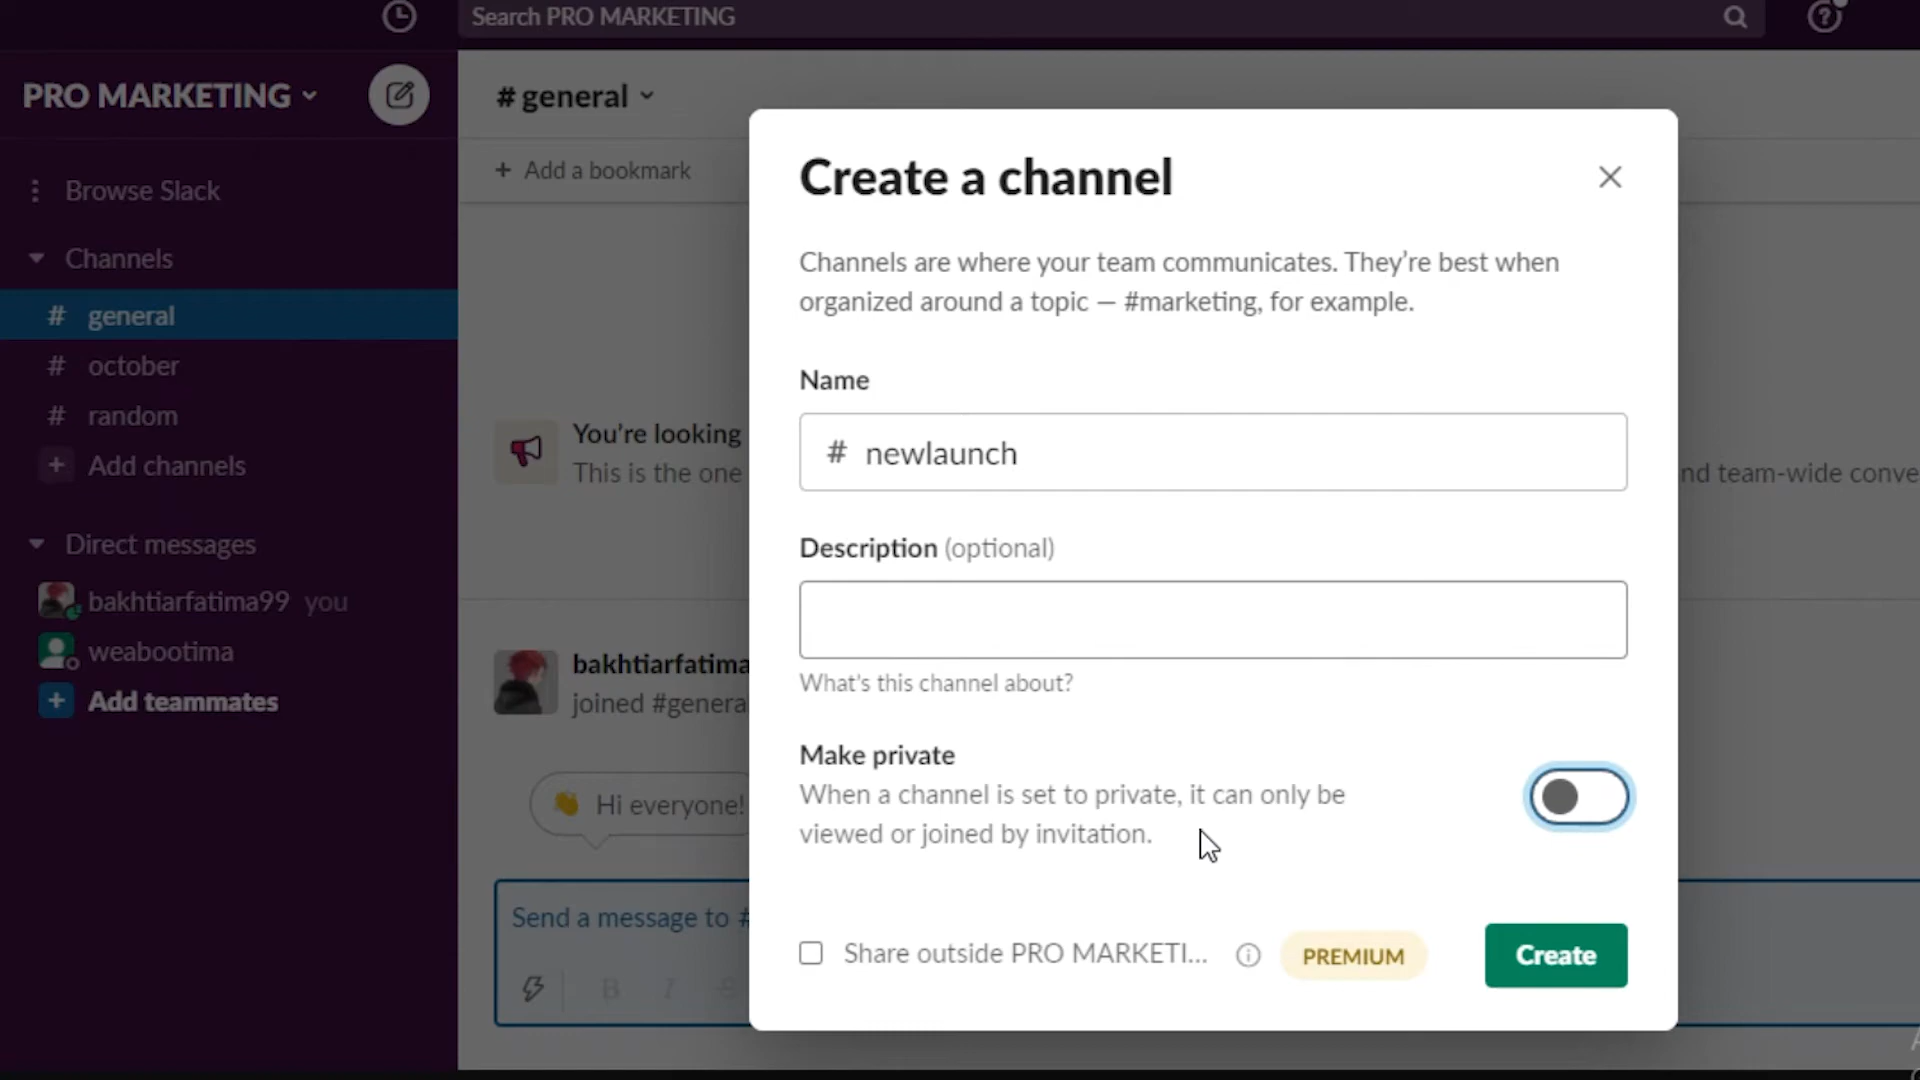 Search PRO MARKETING
PRO MARKETING
# general
+ Add a bookmark
Browse Slack
Channels
# general
# october
# random
+ Add channels
Direct messages
bakhtiarfatima99 you
weabootima
+ Add teammates
You're looking
This is the one
nd team-wide conve
bakhtiarfatima
joined #genera
Hi everyone!
Send a message to #
B I S
Create a channel
Channels are where your team communicates. They're best when
organized around a topic — #marketing, for example.
Name
# newlaunch
Description (optional)
What's this channel about?
Make private
When a channel is set to private, it can only be
viewed or joined by invitation.
Share outside PRO MARKETI...
PREMIUM
Create